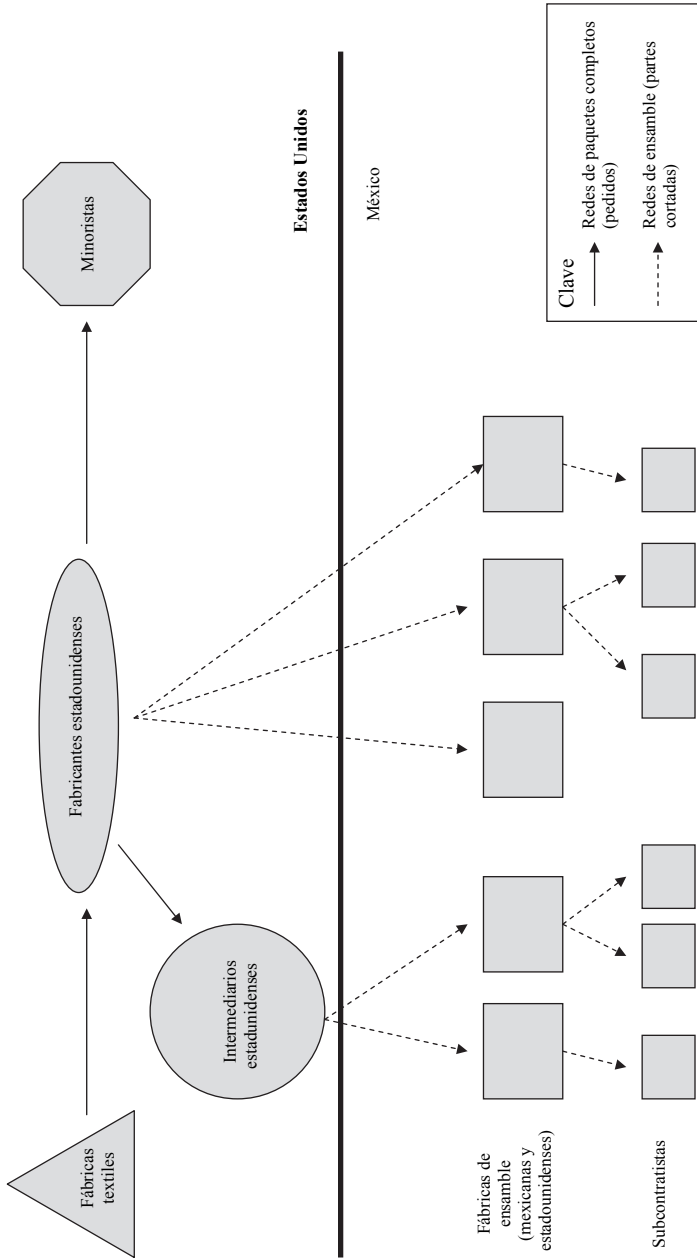 Fábricas
textiles
Fabricantes estadounidenses
Minoristas
Intermediarios
estadunidenses
Estados Unidos
México
Fábricas de
ensamble
(mexicanas y
estadounidenses)
Subcontratistas
Clave
Redes de paquetes completos
(pedidos)
Redes de ensamble (partes
cortadas)